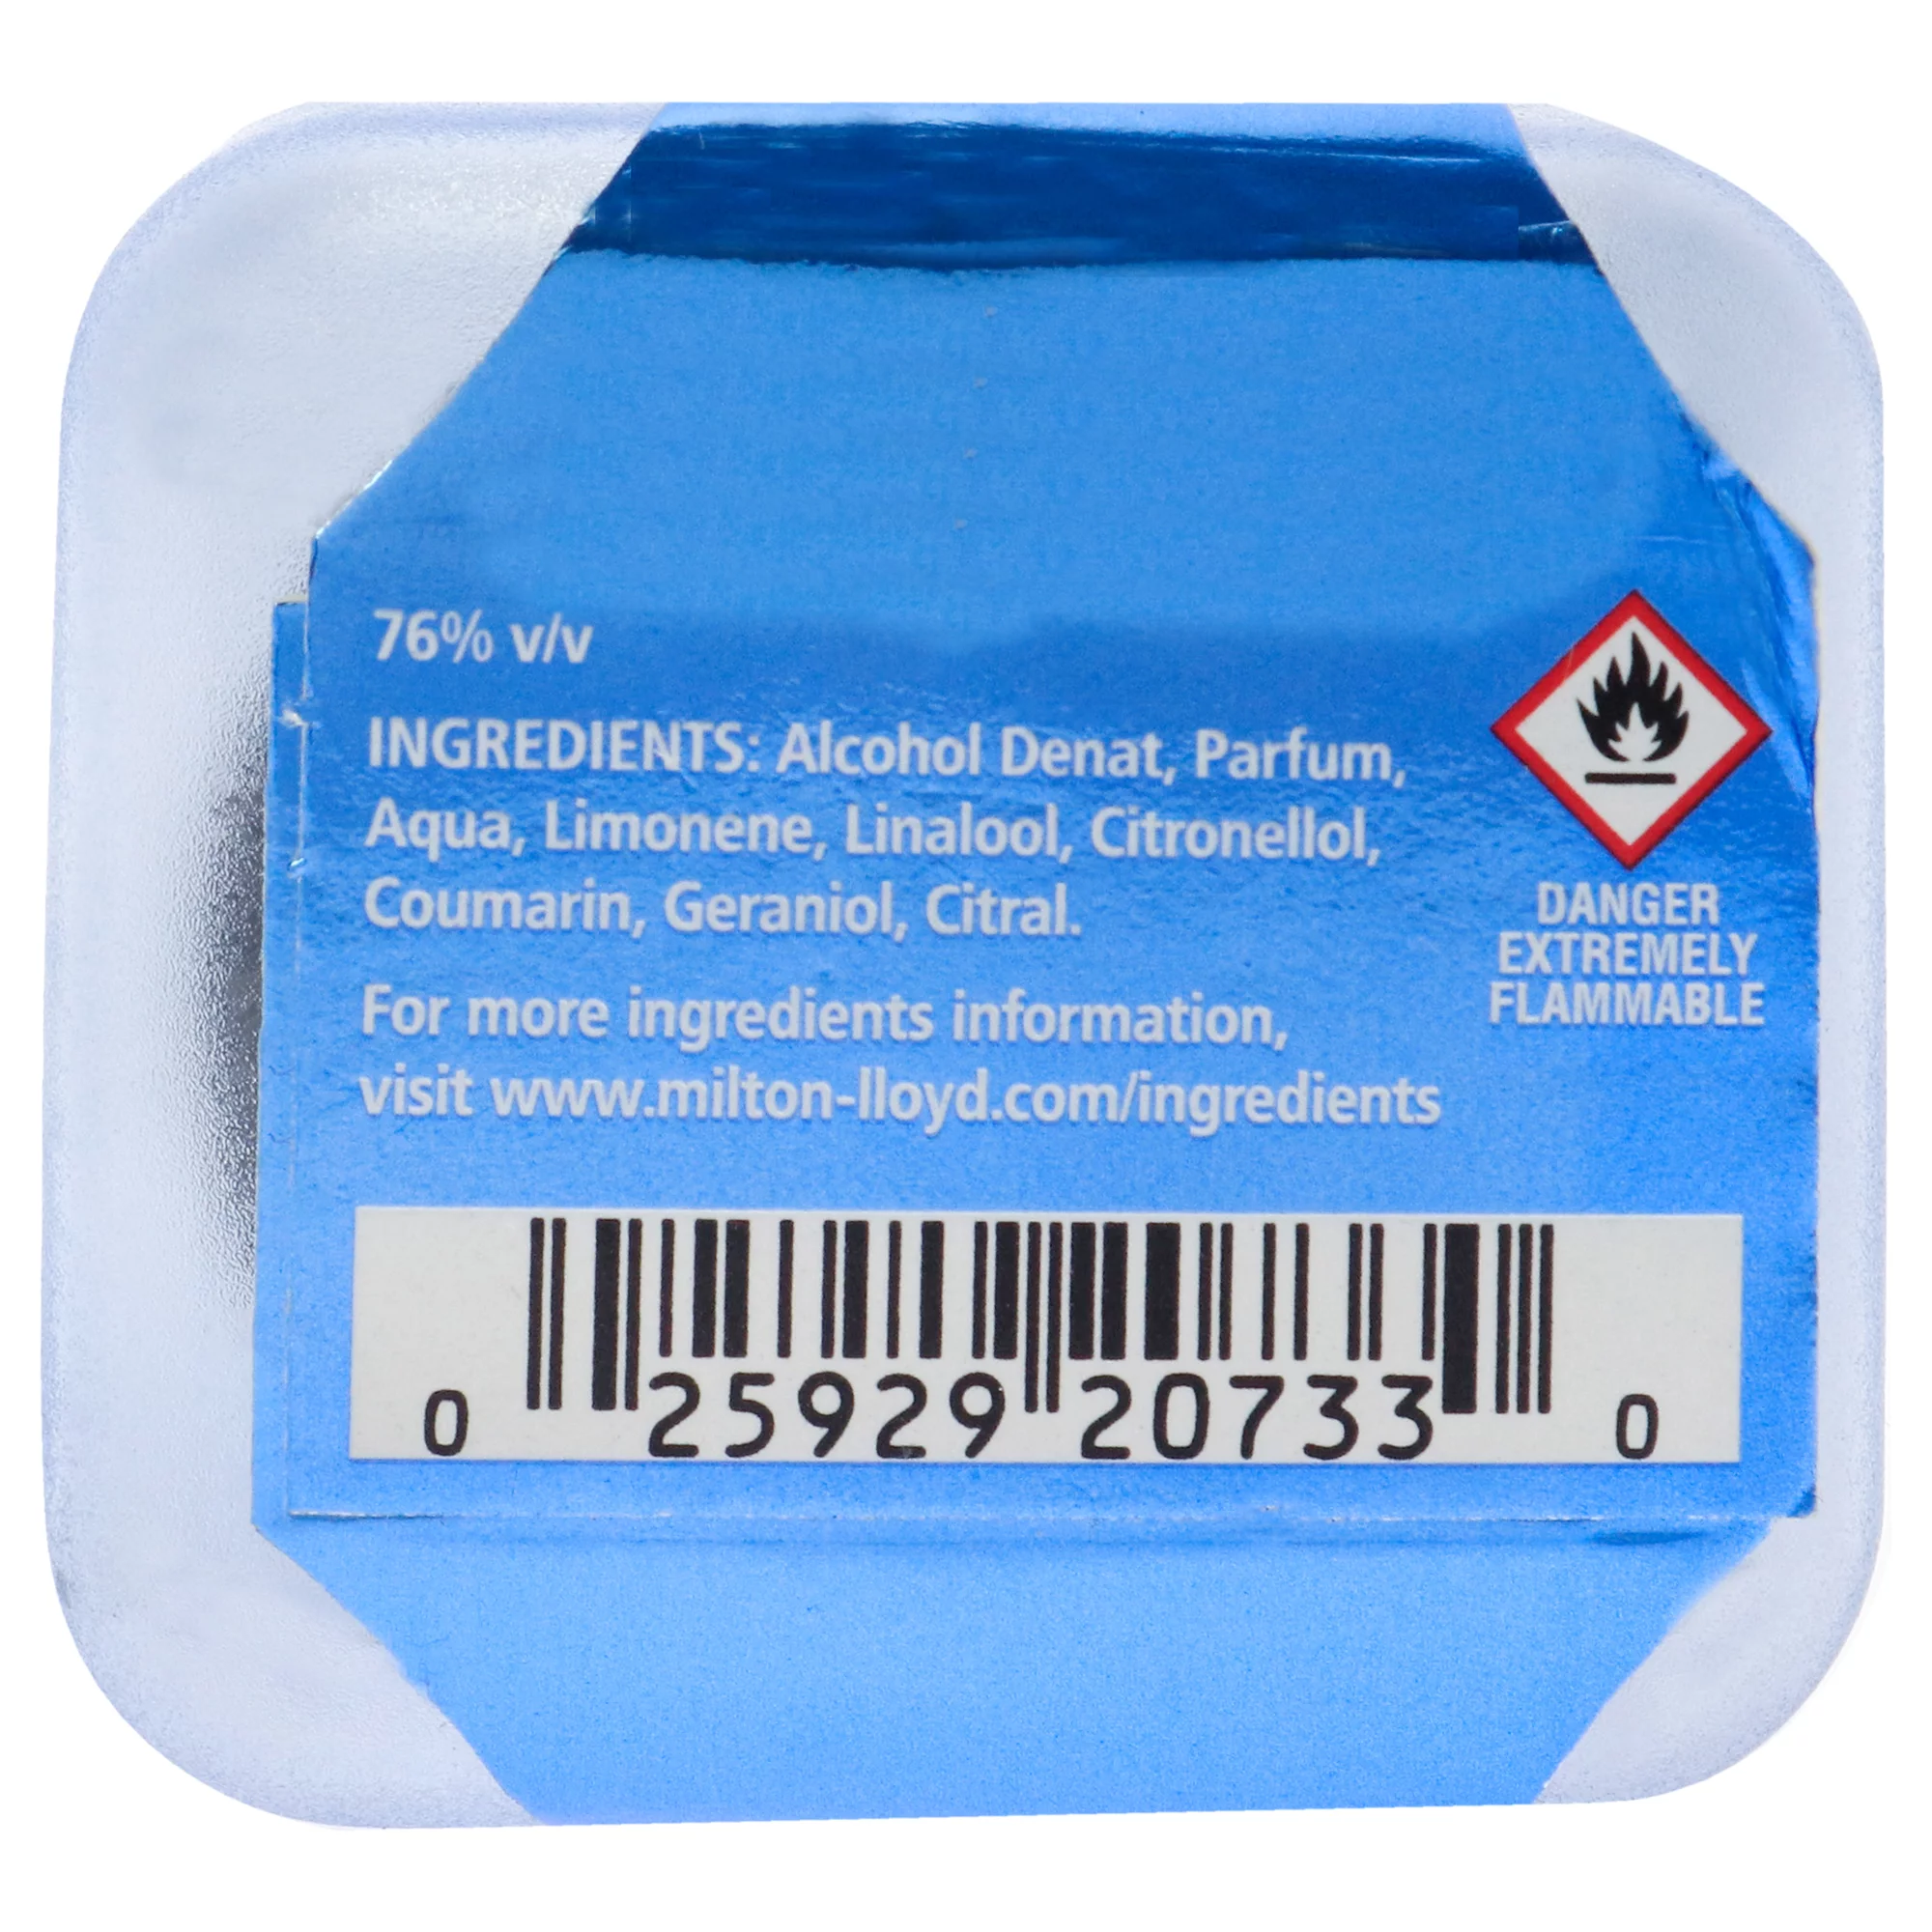 76% v/v
INGREDIENTS: Alcohol Denat, Parfum,
Aqua, Limonene, Linalool, Citronellol,
Coumarin, Geraniol, Citral.
For more ingredients information,
visit www.milton-lloyd.com/ingredients
DANGER
EXTREMELY
FLAMMABLE
0 25929 20733 0